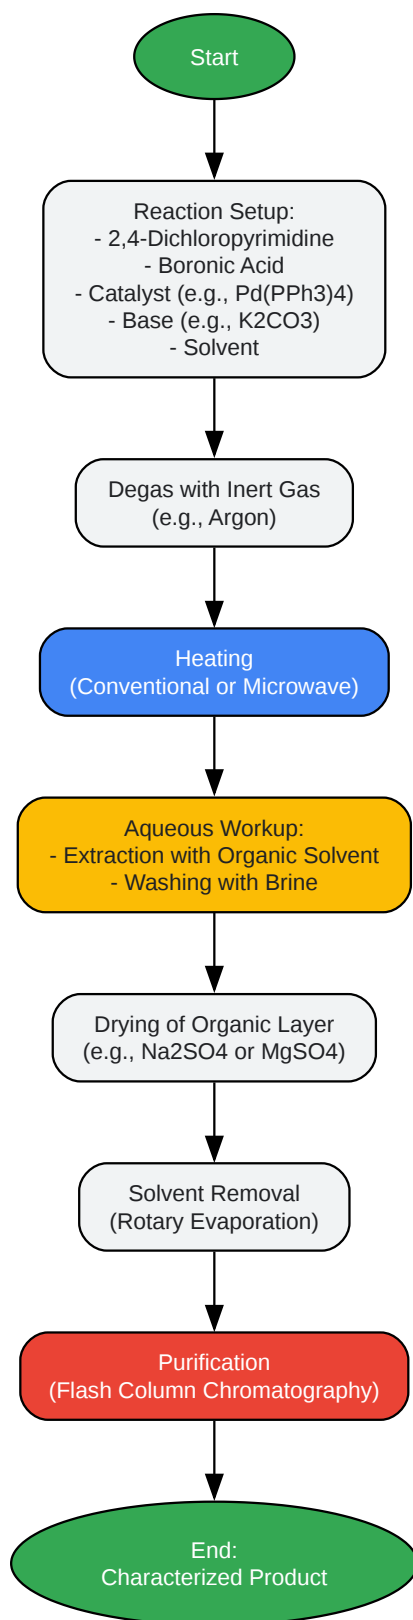 Start
Reaction Setup:
- 2,4-Dichloropyrimidine
- Boronic Acid
- Catalyst (e.g., Pd(PPh3)4)
- Base (e.g., K2CO3)
- Solvent
Degas with Inert Gas
(e.g., Argon)
Heating
(Conventional or Microwave)
Aqueous Workup:
- Extraction with Organic Solvent
- Washing with Brine
Drying of Organic Layer
(e.g., Na2SO4 or MgSO4)
Solvent Removal
(Rotary Evaporation)
Purification
(Flash Column Chromatography)
End:
Characterized Product